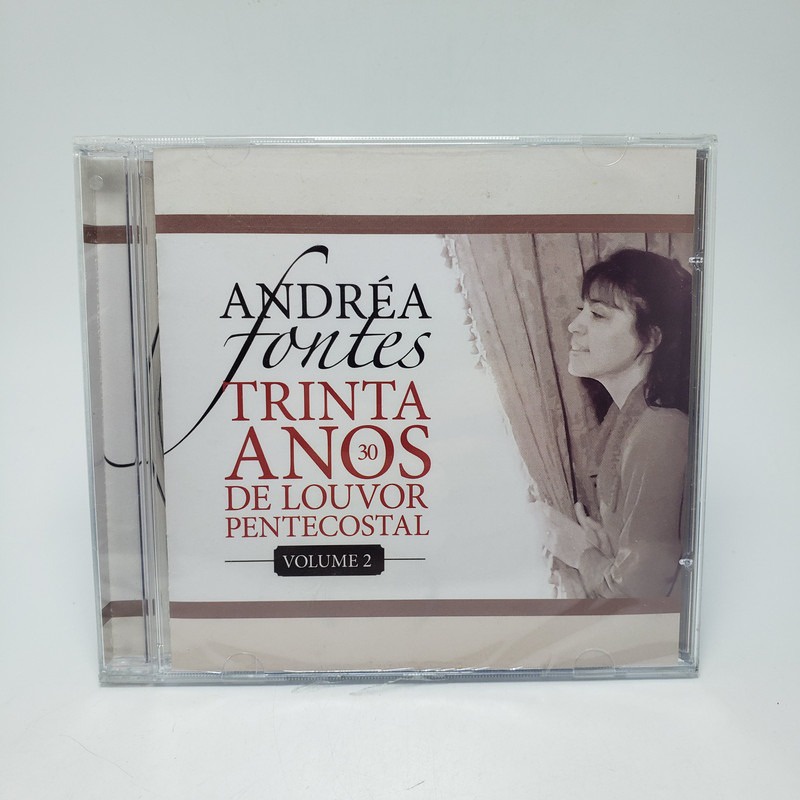 ANDRÉA
fontes
TRINTA
ANOS
30
DE LOUVOR
PENTECOSTAL
VOLUME 2